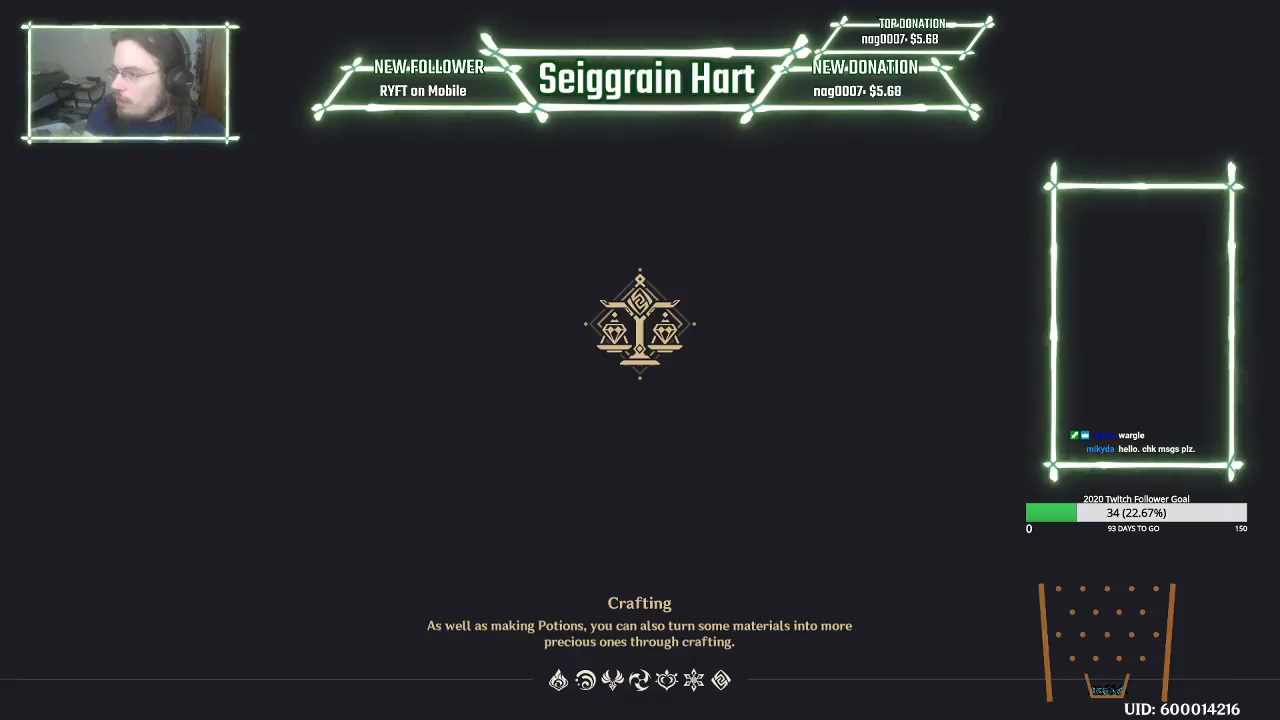 TOP DONATION
nag0007: $5.68
NEW FOLLOWER
RYFT on Mobile
Seiggrain Hart
NEW DONATION
nag0007: $5.68
wargle
mikyda hello. chk msgs plz.
2020 Twitch Follower Goal
34 (22.67%)
0
93 DAYS TO GO
150
Crafting
As well as making Potions, you can also turn some materials into more
precious ones through crafting.
UID: 600014216